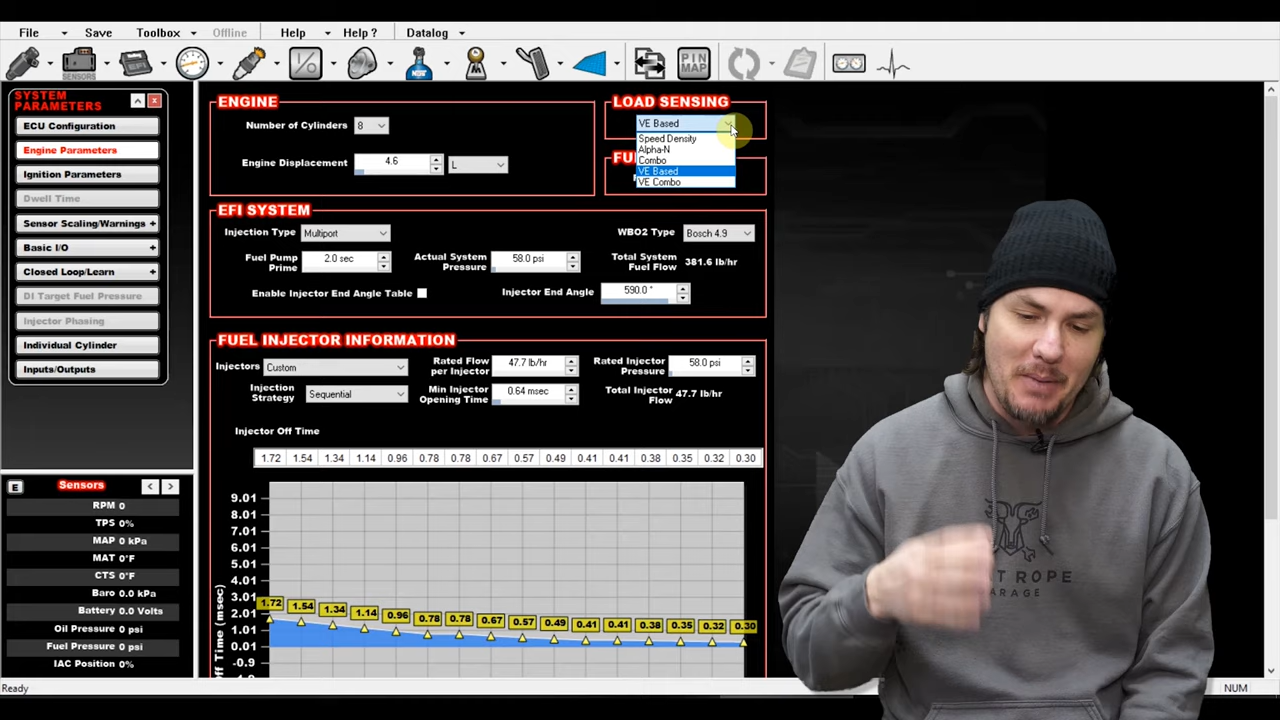 File Save Toolbox Offline Help Help ? Datalog
SENSORS
I/O
NOS
PIN
MAP
SYSTEM
PARAMETERS
ECU Configuration
Engine Parameters
Ignition Parameters
Dwell Time
Sensor Scaling/Warnings +
Basic I/O +
Closed Loop/Learn +
DI Target Fuel Pressure
Injector Phasing
Individual Cylinder
Inputs/Outputs
E Sensors < >
RPM 0
TPS 0%
MAP 0 kPa
MAT 0°F
CTS 0°F
Baro 0.0 kPa
Battery 0.0 Volts
Oil Pressure 0 psi
Fuel Pressure 0 psi
IAC Position 0%
ENGINE
Number of Cylinders 8
Engine Displacement 4.6 L
LOAD SENSING
VE Based
Speed Density
Alpha-N
Combo
VE Based
VE Combo
EFI SYSTEM
Injection Type Multiport
WBO2 Type Bosch 4.9
Fuel Pump
Prime 2.0 sec
Actual System
Pressure 58.0 psi
Total System
Fuel Flow 381.6 lb/hr
Enable Injector End Angle Table
Injector End Angle 590.0 °
FUEL INJECTOR INFORMATION
Injectors Custom
Rated Flow
per Injector 47.7 lb/hr
Rated Injector
Pressure 58.0 psi
Injection
Strategy Sequential
Min Injector
Opening Time 0.64 msec
Total Injector
Flow 47.7 lb/hr
Injector Off Time
1.72 1.54 1.34 1.14 0.96 0.78 0.78 0.67 0.57 0.49 0.41 0.41 0.38 0.35 0.32 0.30
9.01
8.01
7.01
6.01
5.01
4.01
3.01
2.01
1.01
0.01
-0.9
Off Time (msec)
1.72 1.54 1.34 1.14 0.96 0.78 0.78 0.67 0.57 0.49 0.41 0.41 0.38 0.35 0.32 0.30
ROPE
ARAGE
Ready
NUM